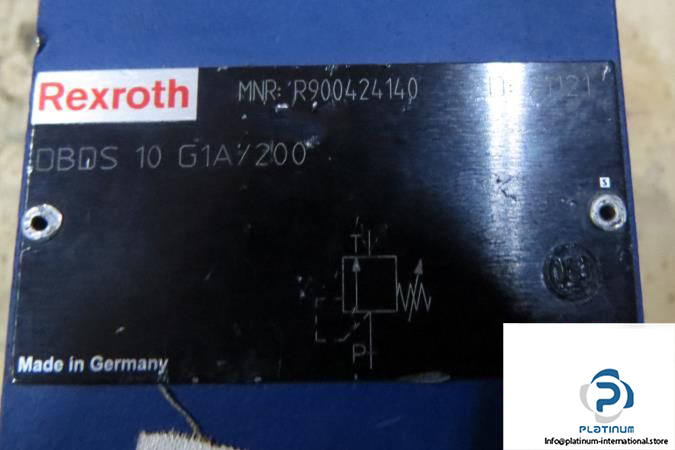 Rexroth
MNR: R900424140
DBDS 10 G1A/200
S
T
P
Made in Germany
PLATINUM
Info@platinum-international.store